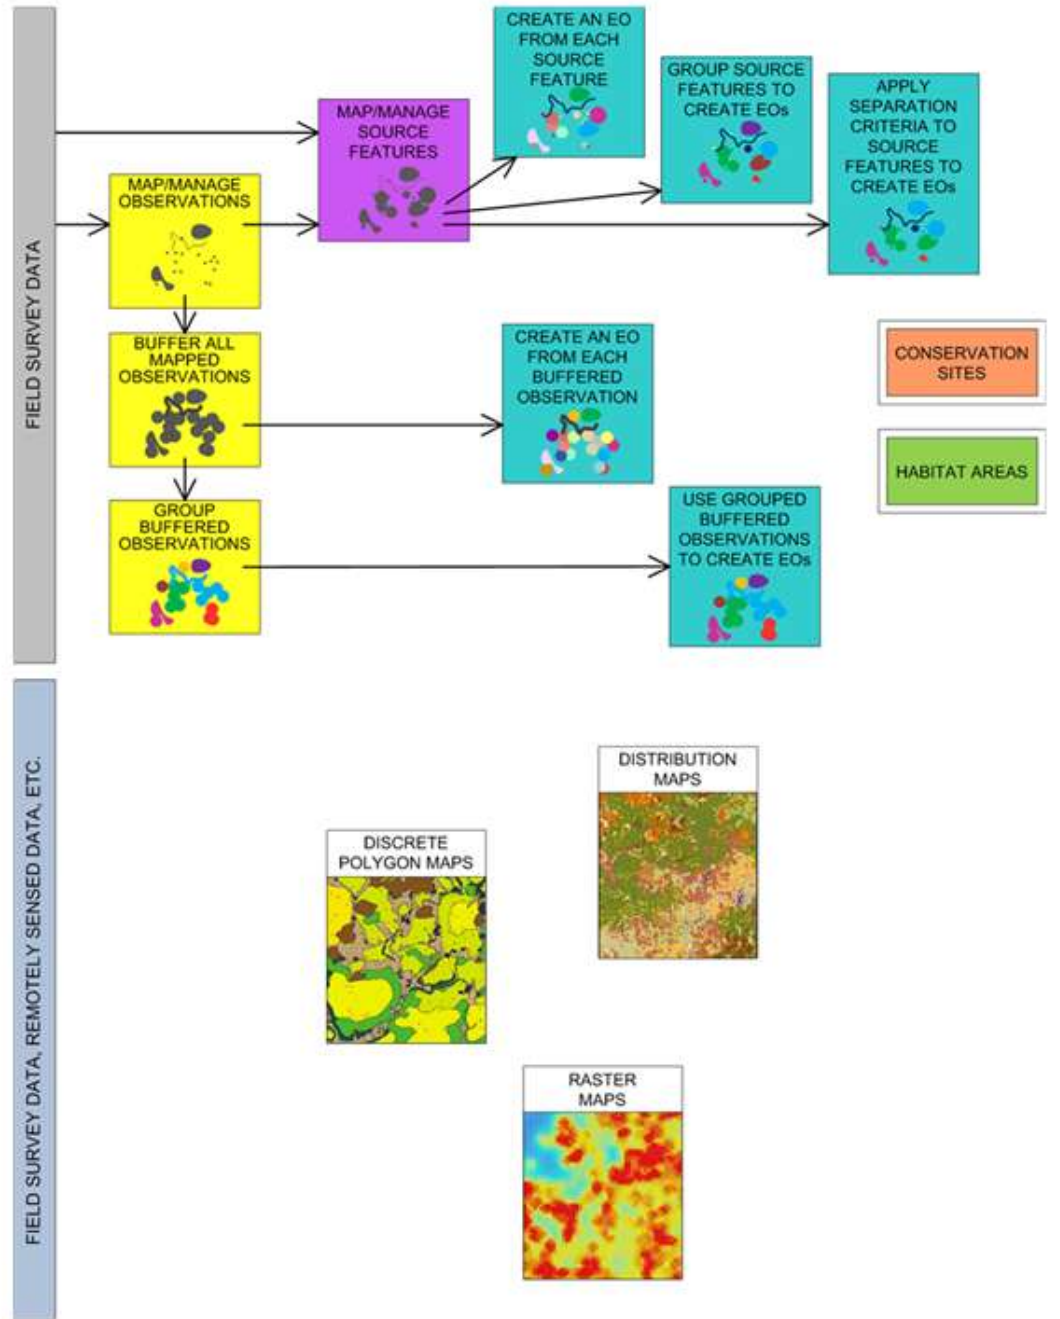 FIELD SURVEY DATA
MAP/MANAGE
OBSERVATIONS
BUFFER ALL
MAPPED
OBSERVATIONS
GROUP
BUFFERED
OBSERVATIONS
MAP/MANAGE
SOURCE
FEATURES
CREATE AN EO
FROM EACH
SOURCE
FEATURE
GROUP SOURCE
FEATURES TO
CREATE EOs
APPLY
SEPARATION
CRITERIA TO
SOURCE
FEATURES TO
CREATE EOs
CREATE AN EO
FROM EACH
BUFFERED
OBSERVATION
USE GROUPED
BUFFERED
OBSERVATIONS
TO CREATE EOs
CONSERVATION
SITES
HABITAT AREAS
FIELD SURVEY DATA, REMOTELY SENSED DATA, ETC.
DISCRETE
POLYGON MAPS
DISTRIBUTION
MAPS
RASTER
MAPS